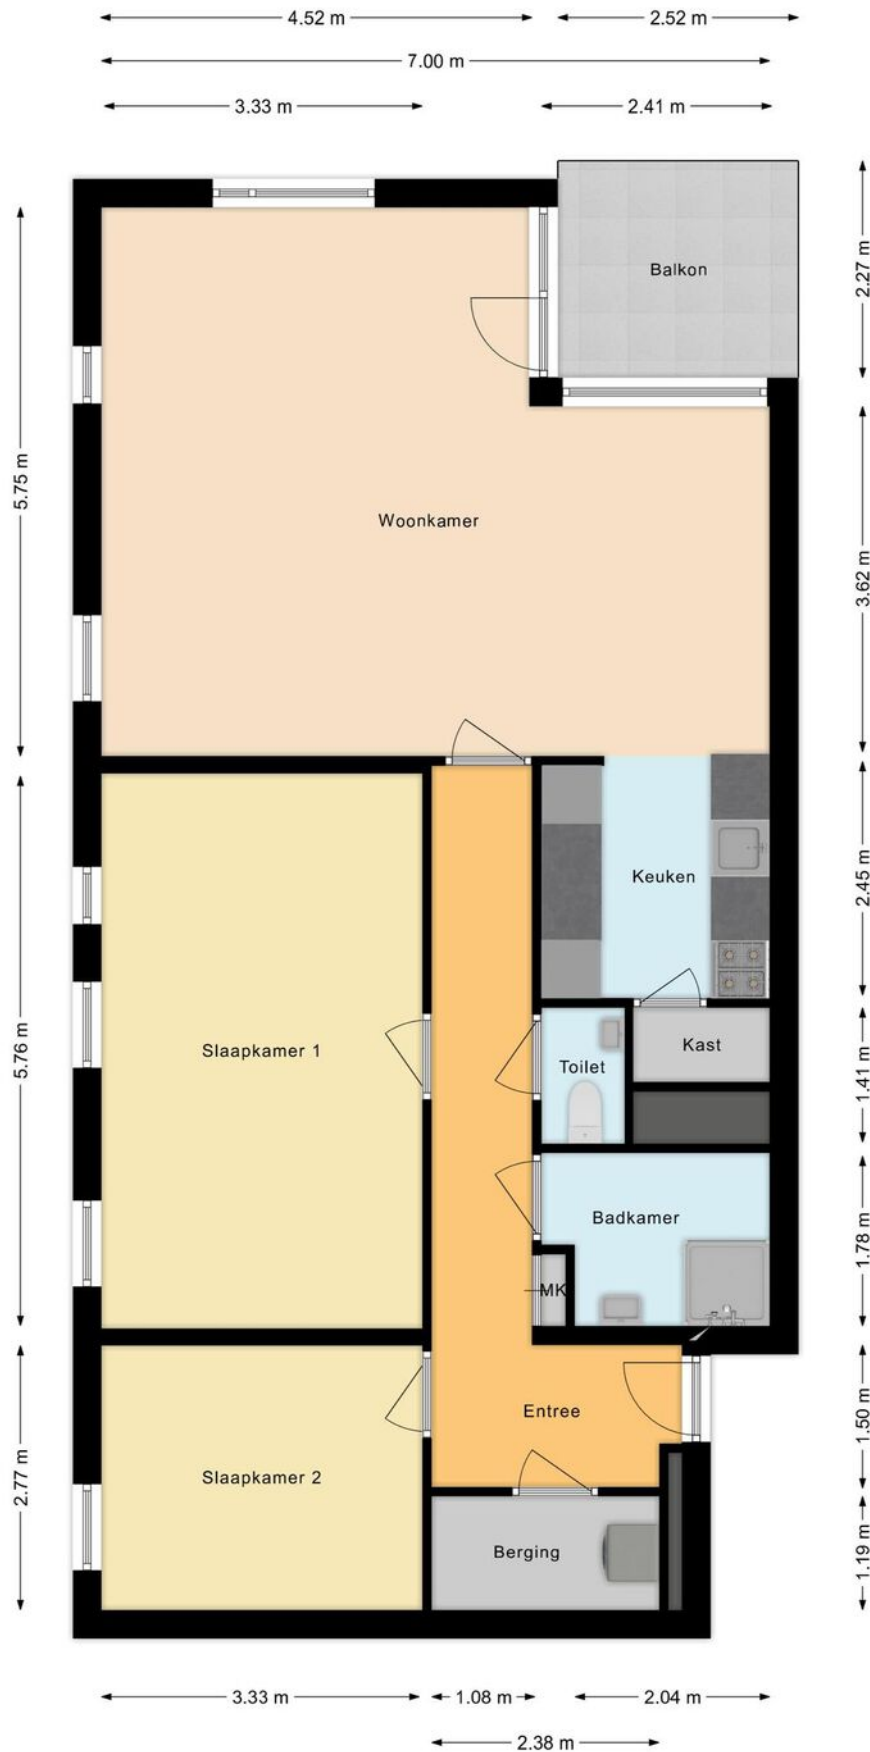 4.52 m
2.52 m
7.00 m
3.33 m
2.41 m
Balkon
2.27 m
5.75 m
Woonkamer
3.62 m
Keuken
2.45 m
Slaapkamer 1
5.76 m
Toilet
Kast
1.41 m
Badkamer
1.78 m
MK
Entree
1.50 m
Slaapkamer 2
2.77 m
Berging
1.19 m
3.33 m
1.08 m
2.04 m
2.38 m